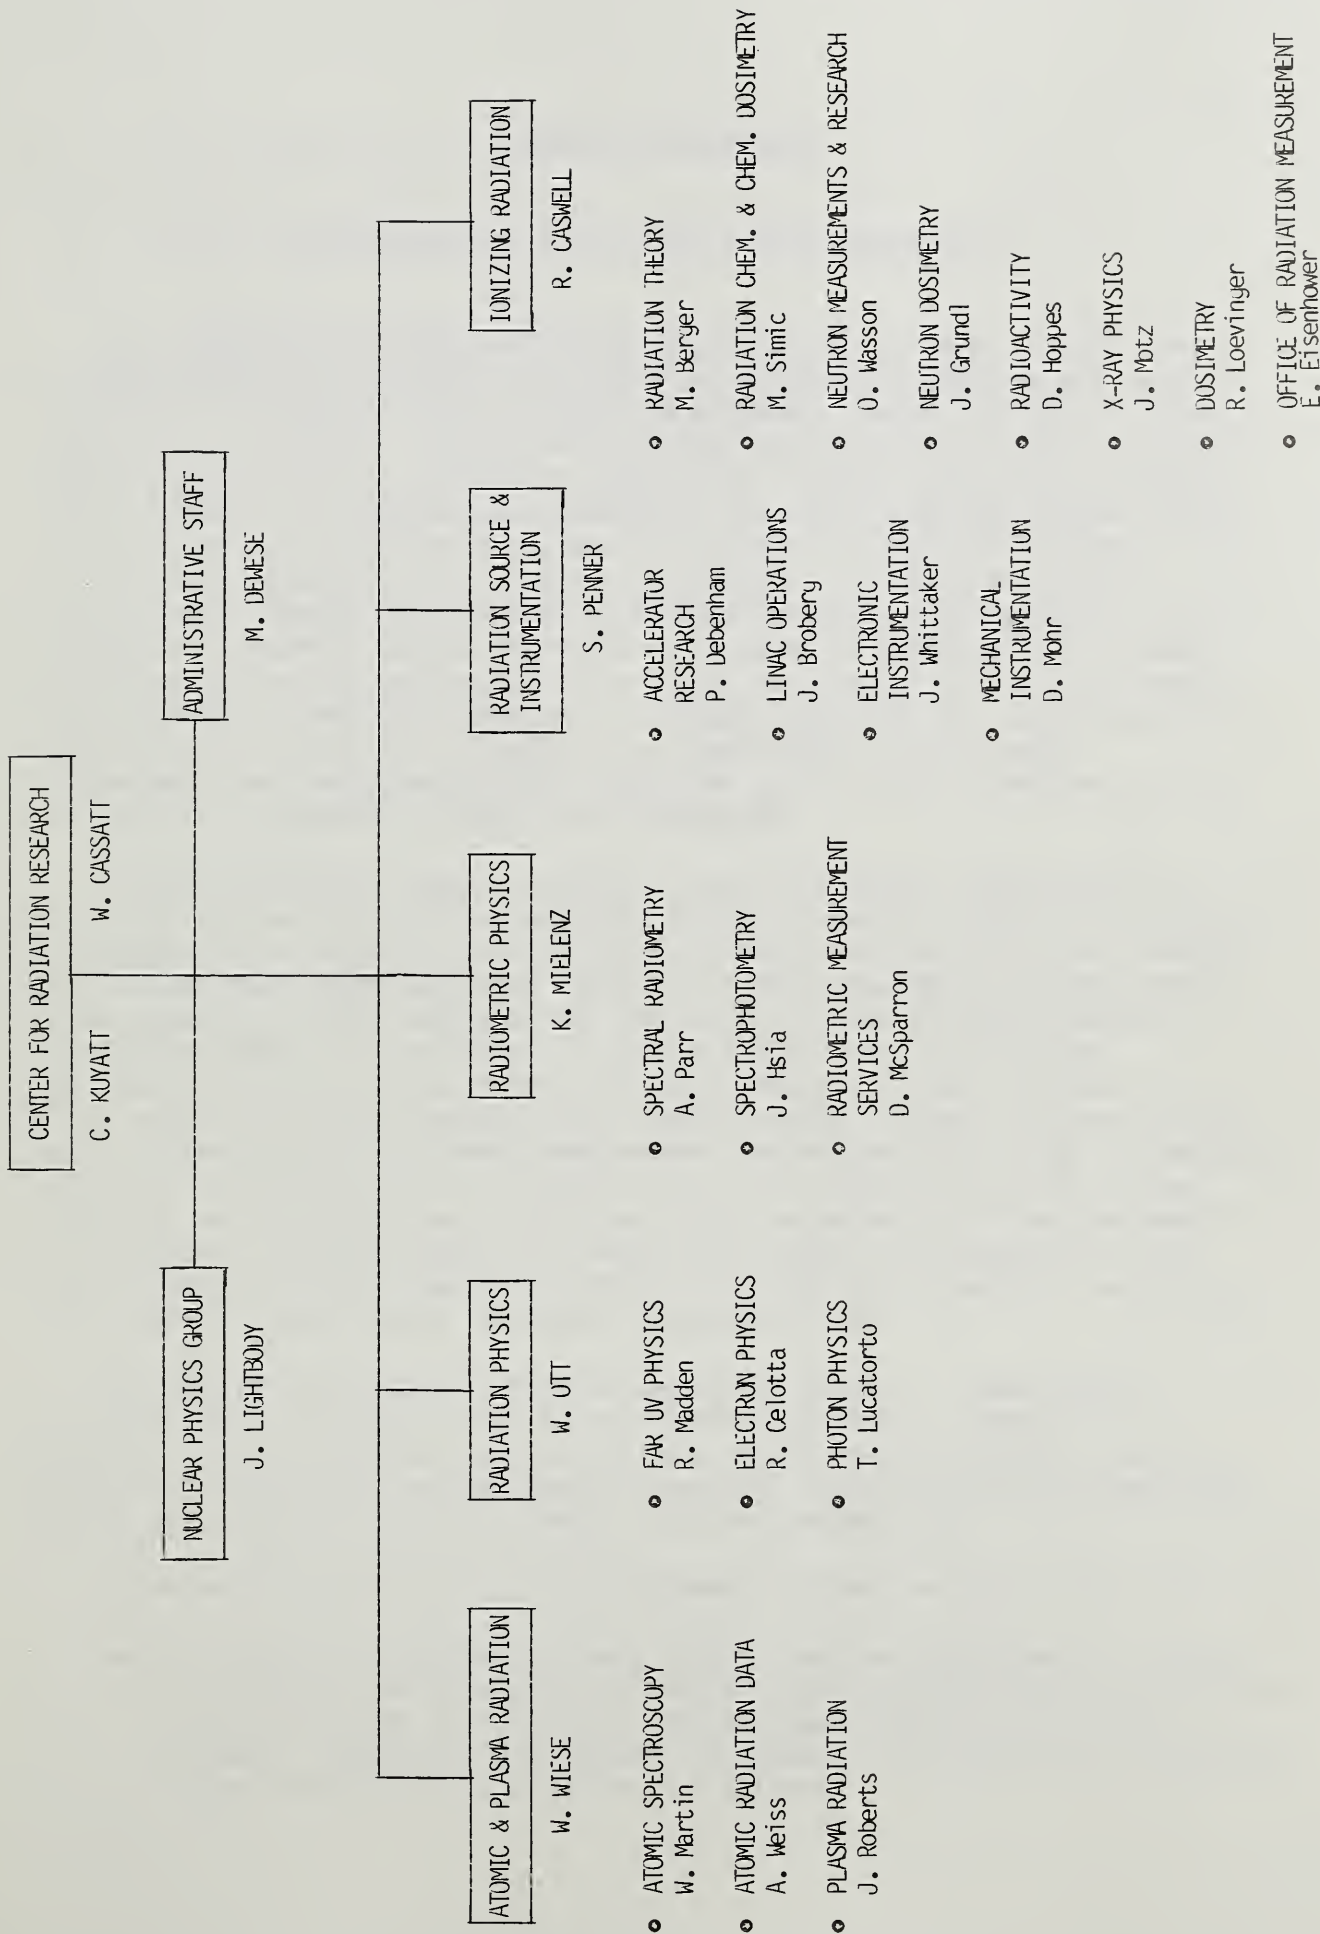 CENTER FOR RADIATION RESEARCH
C. KUYATT
W. CASSATT
NUCLEAR PHYSICS GROUP
J. LIGHTBODY
ADMINISTRATIVE STAFF
M. DEWESE
ATOMIC & PLASMA RADIATION
W. WIESE
ATOMIC SPECTROSCOPY
W. Martin
ATOMIC RADIATION DATA
A. Weiss
PLASMA RADIATION
J. Roberts
RADIATION PHYSICS
W. OTT
FAR UV PHYSICS
R. Madden
ELECTRON PHYSICS
R. Celotta
PHOTON PHYSICS
T. Lucatorto
RADIOMETRIC PHYSICS
K. MIELENZ
SPECTRAL RADIOMETRY
A. Parr
SPECTROPHOTOMETRY
J. Hsia
RADIOMETRIC MEASUREMENT
SERVICES
D. McSparron
RADIATION SOURCE &
INSTRUMENTATION
S. PENNER
ACCELERATOR
RESEARCH
P. Debenham
LINAC OPERATIONS
J. Broberg
ELECTRONIC
INSTRUMENTATION
J. Whittaker
MECHANICAL
INSTRUMENTATION
D. Mohr
IONIZING RADIATION
R. CASWELL
RADIATION THEORY
M. Berger
RADIATION CHEM. & CHEM. DOSIMETRY
M. Simic
NEUTRON MEASUREMENTS & RESEARCH
O. Wasson
NEUTRON DOSIMETRY
J. Grundl
RADIOACTIVITY
D. Hoppes
X-RAY PHYSICS
J. Motz
DOSIMETRY
R. Loevinger
OFFICE OF RADIATION MEASUREMENT
E. Eisenhower